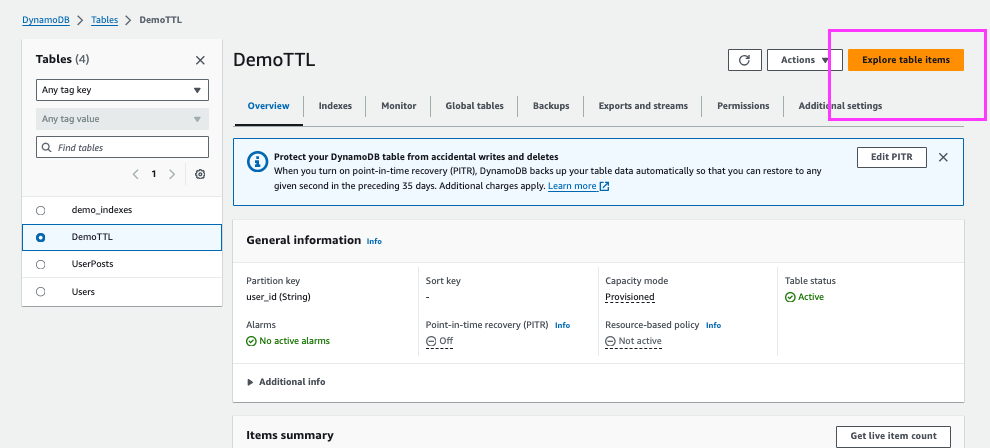 DynamoDB > Tables > DemoTTL
Tables (4)
Any tag key
Any tag value
Find tables
1
demo_indexes
DemoTTL
UserPosts
Users
DemoTTL
Actions
Explore table items
Overview
Indexes
Monitor
Global tables
Backups
Exports and streams
Permissions
Additional settings
Protect your DynamoDB table from accidental writes and deletes
When you turn on point-in-time recovery (PITR), DynamoDB backs up your table data automatically so that you can restore to any
given second in the preceding 35 days. Additional charges apply. Learn more
Edit PITR
General information Info
Partition key
user_id (String)
Sort key
-
Capacity mode
Provisioned
Table status
Active
Alarms
No active alarms
Point-in-time recovery (PITR) Info
Off
Resource-based policy Info
Not active
Additional info
Items summary
Get live item count